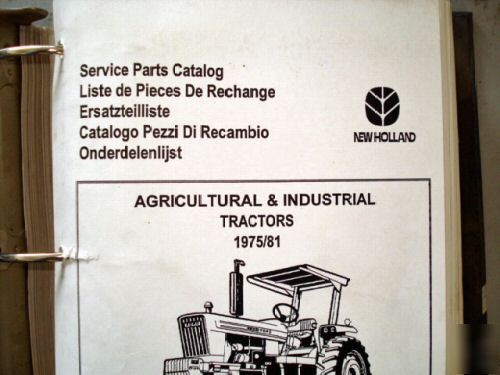 Service Parts Catalog
Liste de Pieces De Rechange
Ersatzteilliste
Catalogo Pezzi Di Recambio
Onderdelenlijst
NEW HOLLAND
AGRICULTURAL & INDUSTRIAL
TRACTORS
1975/81